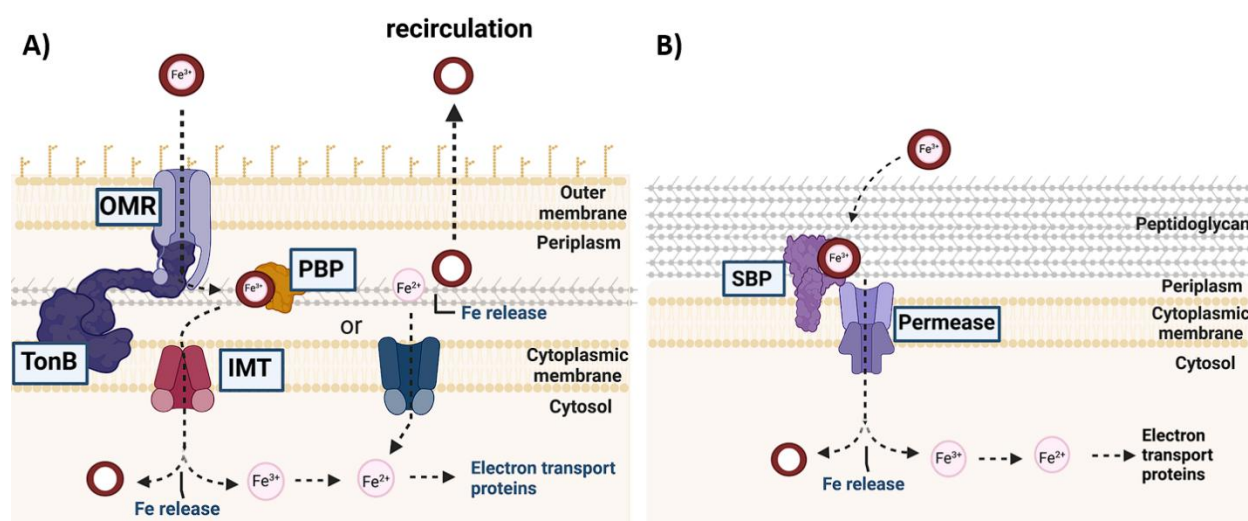 A)
recirculation
Fe³⁺
OMR
Outer
membrane
Periplasm
PBP
Fe³⁺
Fe²⁺
Fe release
or
TonB
IMT
Cytoplasmic
membrane
Cytosol
Fe³⁺
Fe²⁺
Electron transport
proteins
Fe release
B)
Fe³⁺
Peptidoglycan
Fe³⁺
SBP
Periplasm
Permease
Cytoplasmic
membrane
Cytosol
Fe³⁺
Fe²⁺
Electron
transport
proteins
Fe release